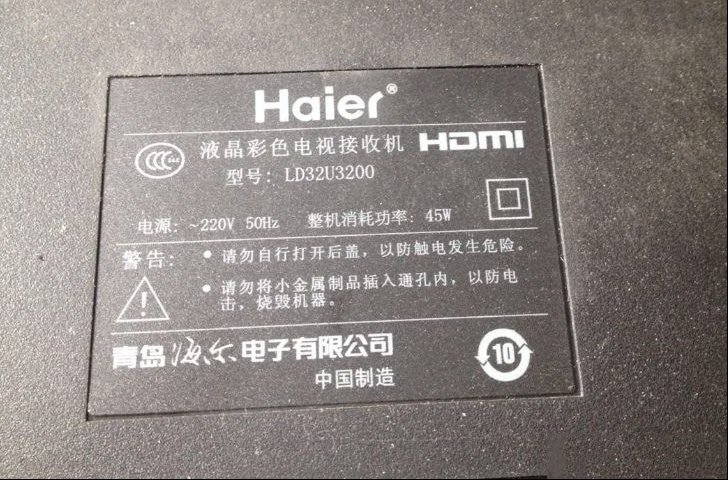 Haier®
液晶彩色电视接收机 HDMI
型号: LD32U3200
电源: ~220V 50Hz 整机消耗功率: 45W
警告: • 请勿自行打开后盖，以防触电发生危险。
• 请勿将小金属制品插入通孔内，以防电
击，烧毁机器。
青岛海尔电子有限公司
中国制造
10